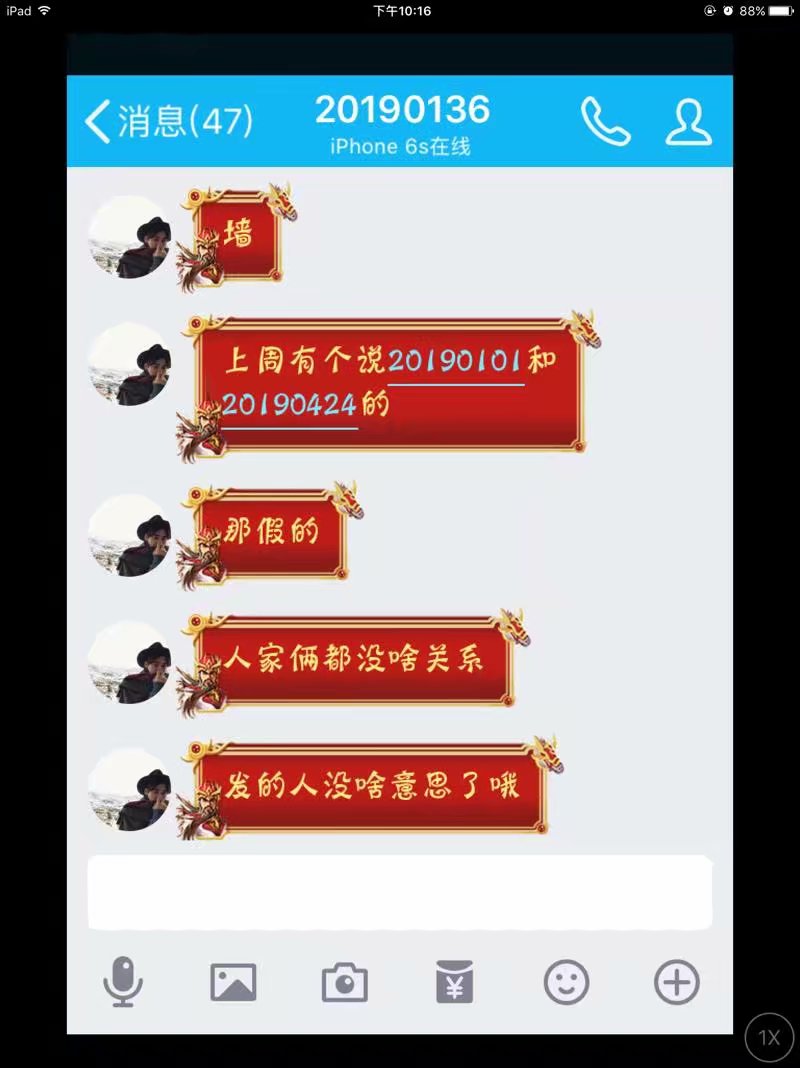 iPad
下午10:16
88%
消息(47)
20190136
iPhone 6s在线
墙
上周有个说20190101和
20190424的
那假的
人家俩都没啥关系
发的人没啥意思了哦
¥
1X